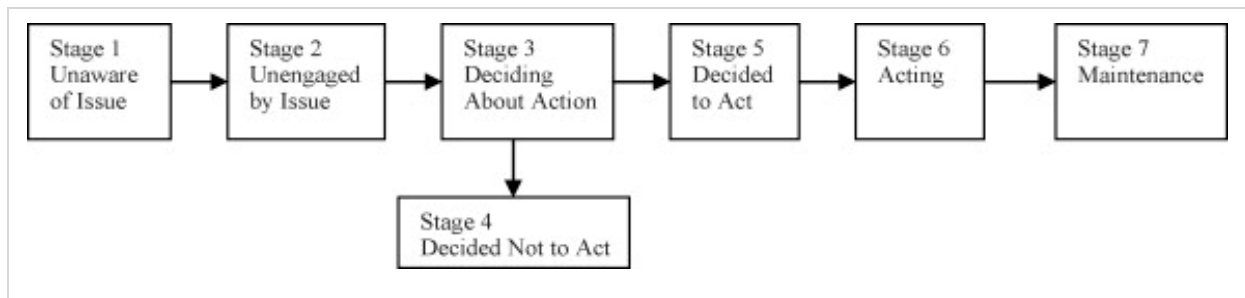 Stage 1
Unaware
of Issue
Stage 2
Unengaged
by Issue
Stage 3
Deciding
About Action
Stage 5
Decided
to Act
Stage 6
Acting
Stage 7
Maintenance
Stage 4
Decided Not to Act